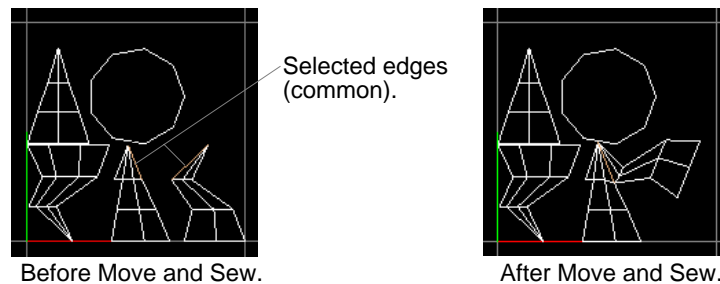 Selected edges
(common).
Before Move and Sew.
After Move and Sew.